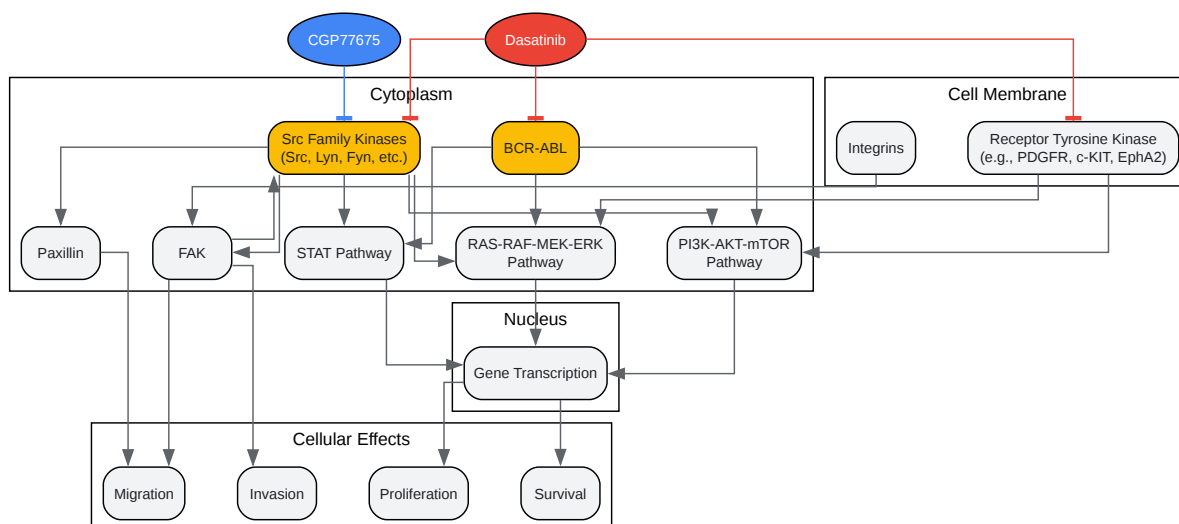 CGP77675
Dasatinib
Cytoplasm
Cell Membrane
Src Family Kinases
(Src, Lyn, Fyn, etc.)
BCR-ABL
Integrins
Receptor Tyrosine Kinase
(e.g., PDGFR, c-KIT, EphA2)
Paxillin
FAK
STAT Pathway
RAS-RAF-MEK-ERK
Pathway
PI3K-AKT-mTOR
Pathway
Nucleus
Gene Transcription
Cellular Effects
Migration
Invasion
Proliferation
Survival